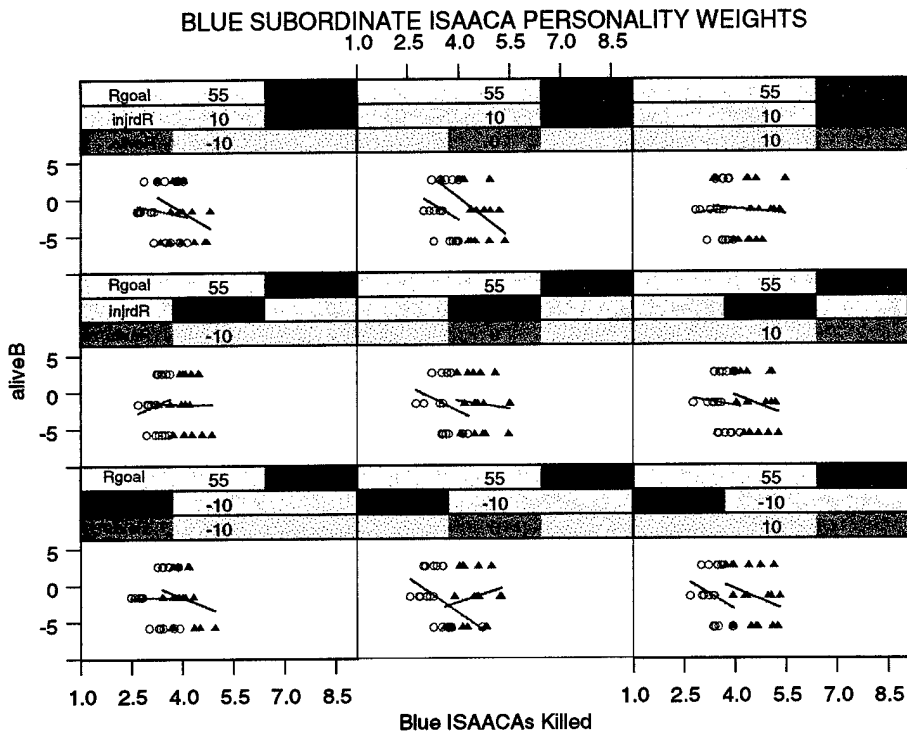 BLUE SUBORDINATE ISAACA PERSONALITY WEIGHTS
1.0 2.5 4.0 5.5 7.0 8.5
Rgoal 55 55 55
injrdR 10 10 10
-10 10
5
-5
Rgoal 55 55 55
injrdR
-10 10
5
0
-5
aliveB
Rgoal 55 55 55
-10 -10 -10
-10 10
5
0
-5
1.0 2.5 4.0 5.5 7.0 8.5 1.0 2.5 4.0 5.5 7.0 8.5
Blue ISAACAs Killed